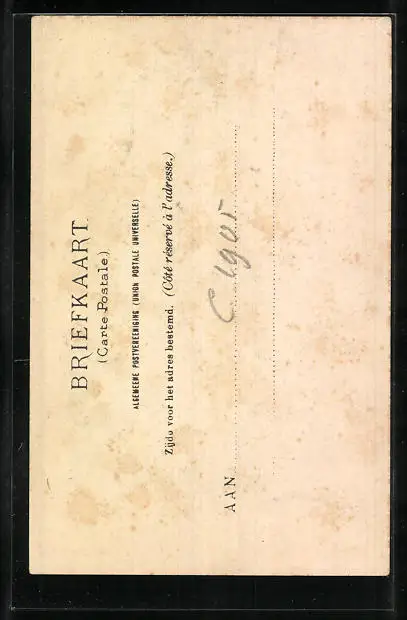 BRIEFKAART
(Carte Postale.)
ALGEMEENE POSTVEREENIGING (UNION POSTALE UNIVERSELLE)
Zijde voor het adres bestemd. (Côté réservé à l'adresse.)
AAN
C 1905